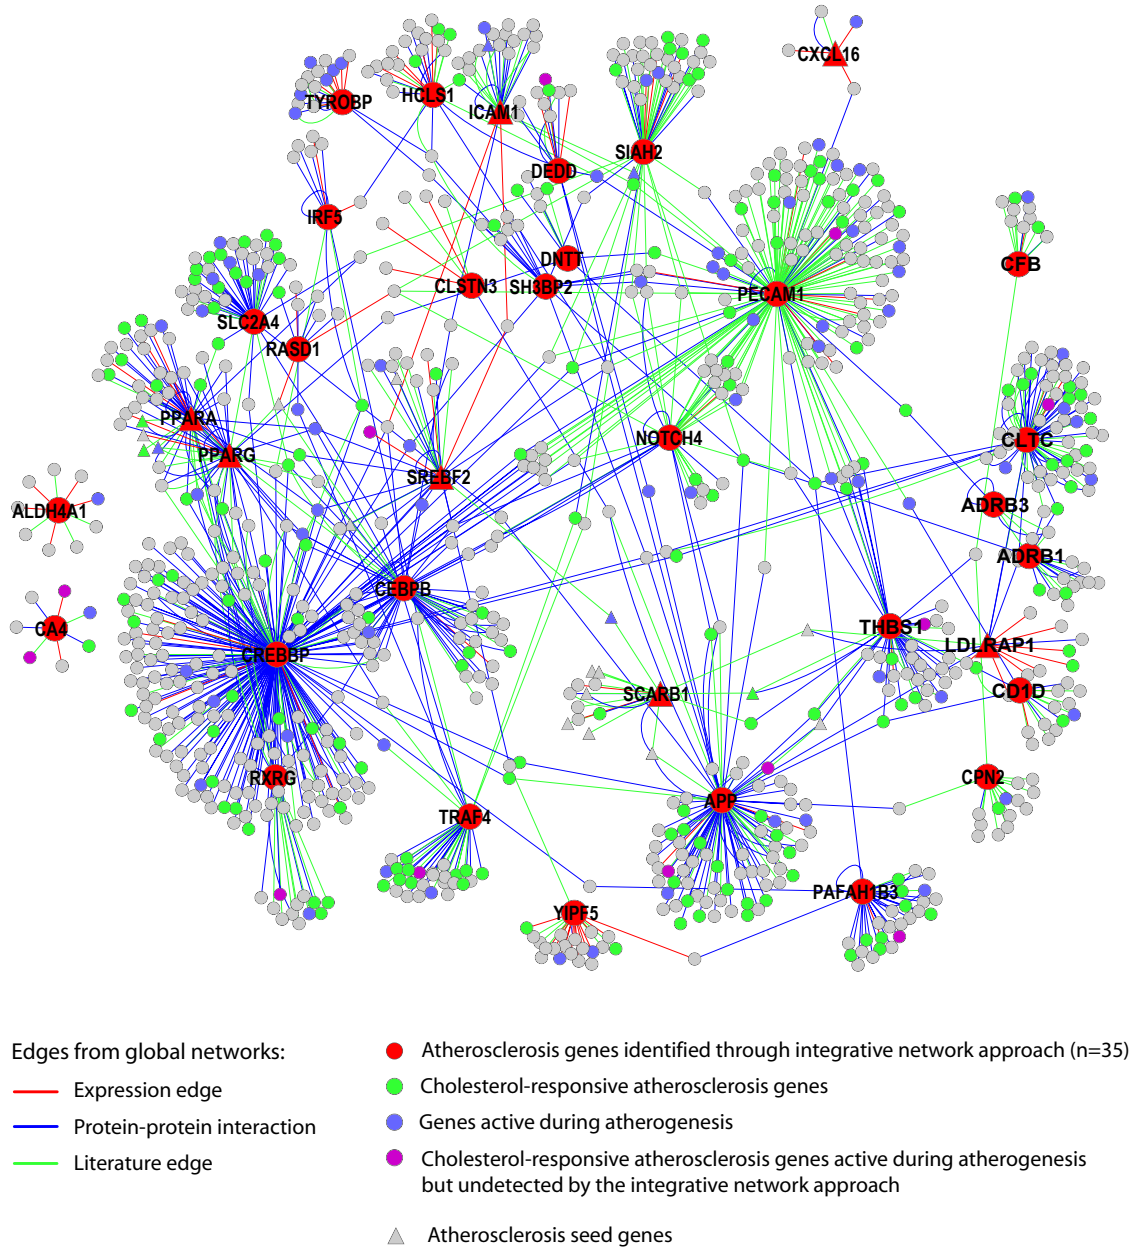 CXCL16
TYROBP
HCLS1
ICAM1
DEDD
SIAH2
IRF5
CFB
DNTT
CLSTN3
SH3BP2
PECAM1
SLC2A4
RASD1
PPARA
PPARG
NOTCH4
CLTC
SREBF2
ALDH4A1
ADRB3
ADRB1
CEBPB
CA4
THBS1
CREBBP
LDLRAP1
SCARB1
CD1D
RXRG
CPN2
APP
TRAF4
PAFAH1B3
YIPF5
Edges from global networks:
Expression edge
Protein-protein interaction
Literature edge
Atherosclerosis genes identified through integrative network approach (n=35)
Cholesterol-responsive atherosclerosis genes
Genes active during atherogenesis
Cholesterol-responsive atherosclerosis genes active during atherogenesis
but undetected by the integrative network approach
Atherosclerosis seed genes